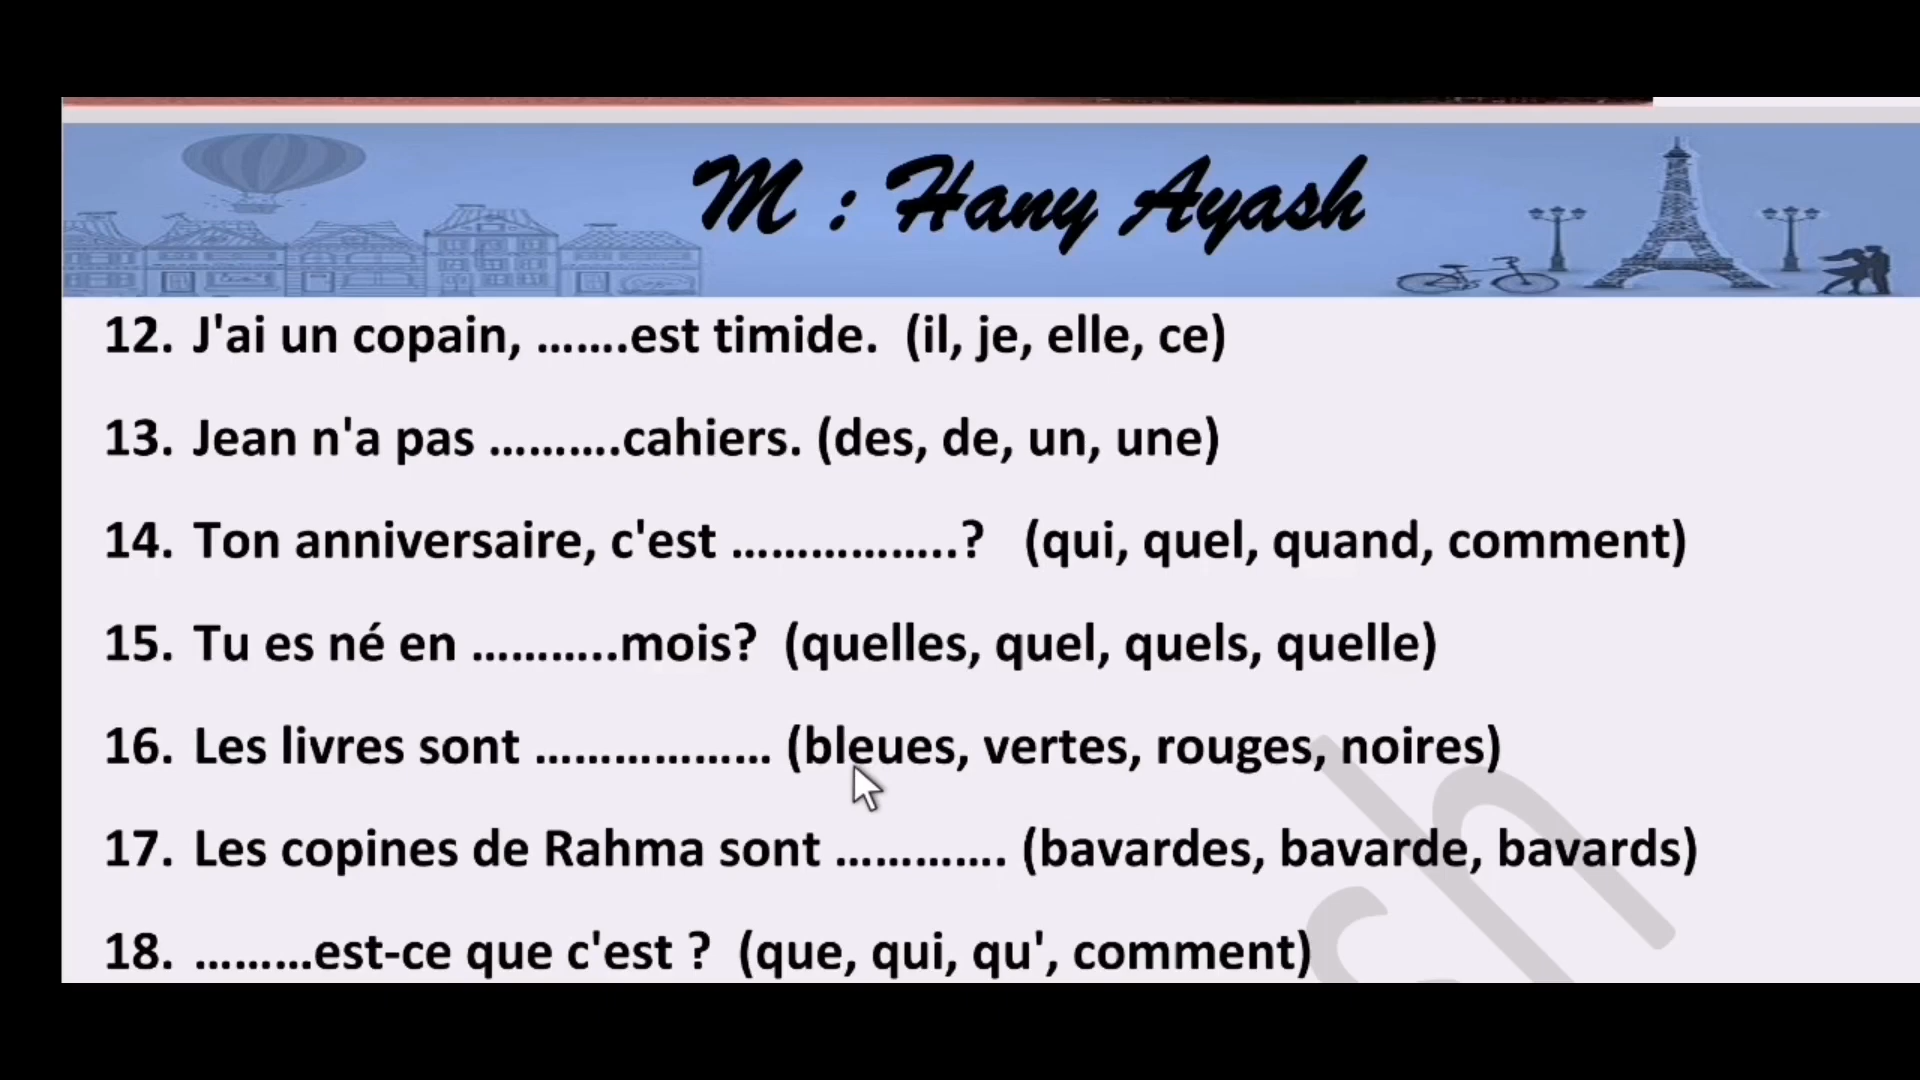 M : Hany Ayash
12. J'ai un copain, .......est timide. (il, je, elle, ce)
13. Jean n'a pas ..........cahiers. (des, de, un, une)
14. Ton anniversaire, c'est .................? (qui, quel, quand, comment)
15. Tu es né en ...........mois? (quelles, quel, quels, quelle)
16. Les livres sont .................. (bleues, vertes, rouges, noires)
17. Les copines de Rahma sont ............. (bavardes, bavarde, bavards)
18. .........est-ce que c'est ? (que, qui, qu', comment)